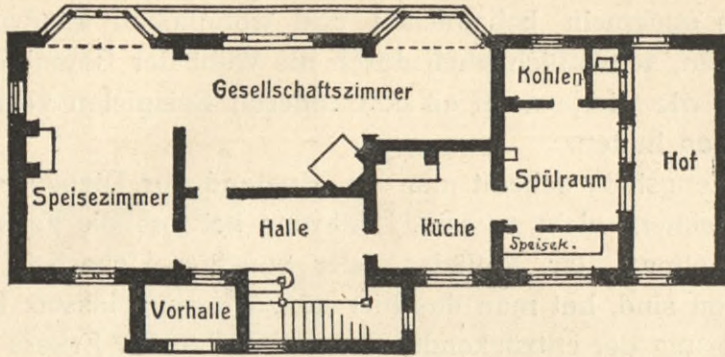 Kohlen
Gesellschaftszimmer
Speisezimmer
Spülraum
Hof
Halle
Küche
Speisek.
Vorhalle